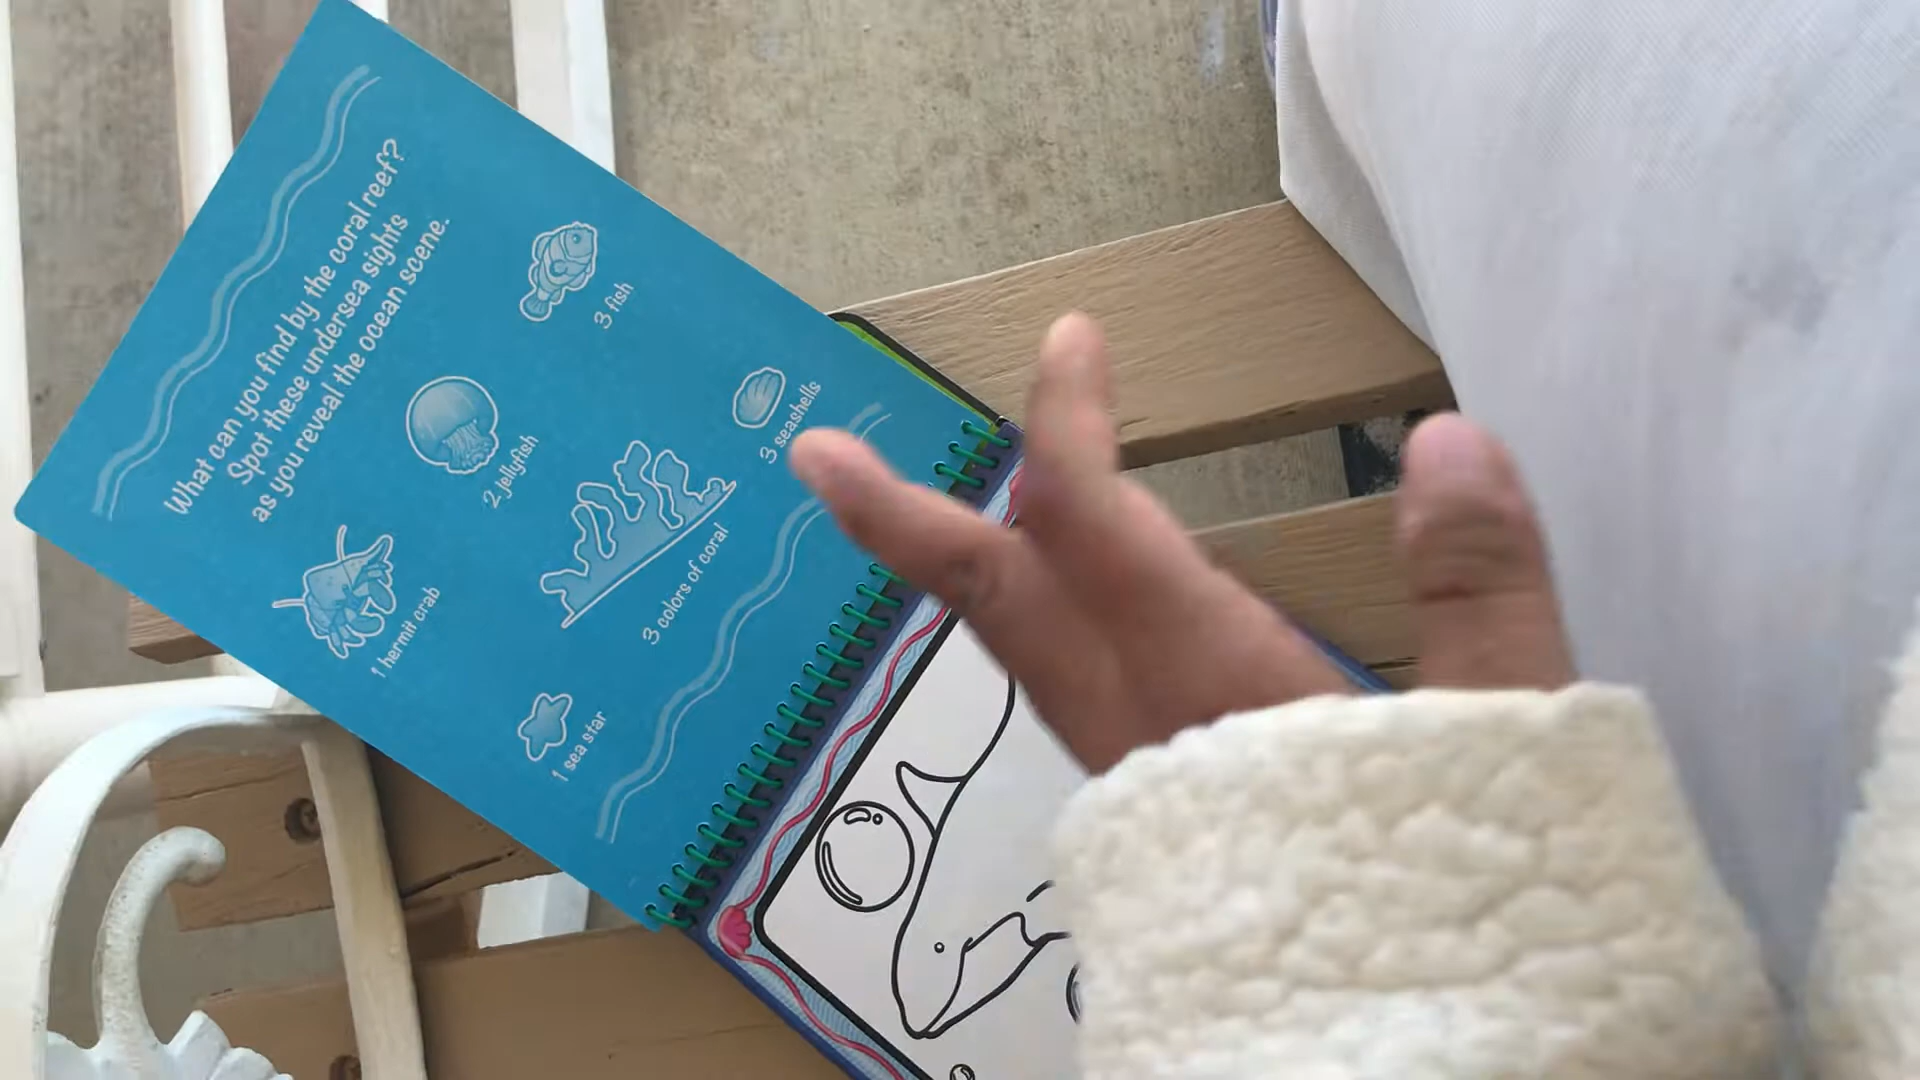 What can you find by the coral reef?
Spot these undersea sights
as you reveal the ocean scene.
1 hermit crab
2 jellyfish
3 fish
1 sea star
3 colors of coral
3 seashells